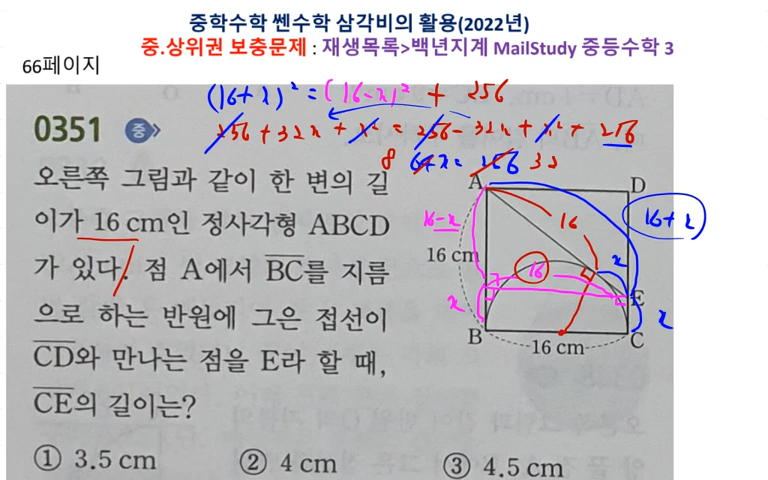 중학수학 쎈수학 삼각비의 활용(2022년)
중.상위권 보충문제 : 재생목록>백년지계 MailStudy 중등수학 3
66페이지
(16+x)² = (16-x)² + 256
256 + 32x + x² = 256 - 32x + x² + 256
8 64x = 256 32
0351 중
오른쪽 그림과 같이 한 변의 길
이가 16 cm인 정사각형 ABCD
가 있다. 점 A에서 BC를 지름
으로 하는 반원에 그은 접선이
CD와 만나는 점을 E라 할 때,
CE의 길이는?
① 3.5 cm ② 4 cm ③ 4.5 cm
A D
16-x 16 16+x
16 cm
16 x
x E x
B 16 cm C